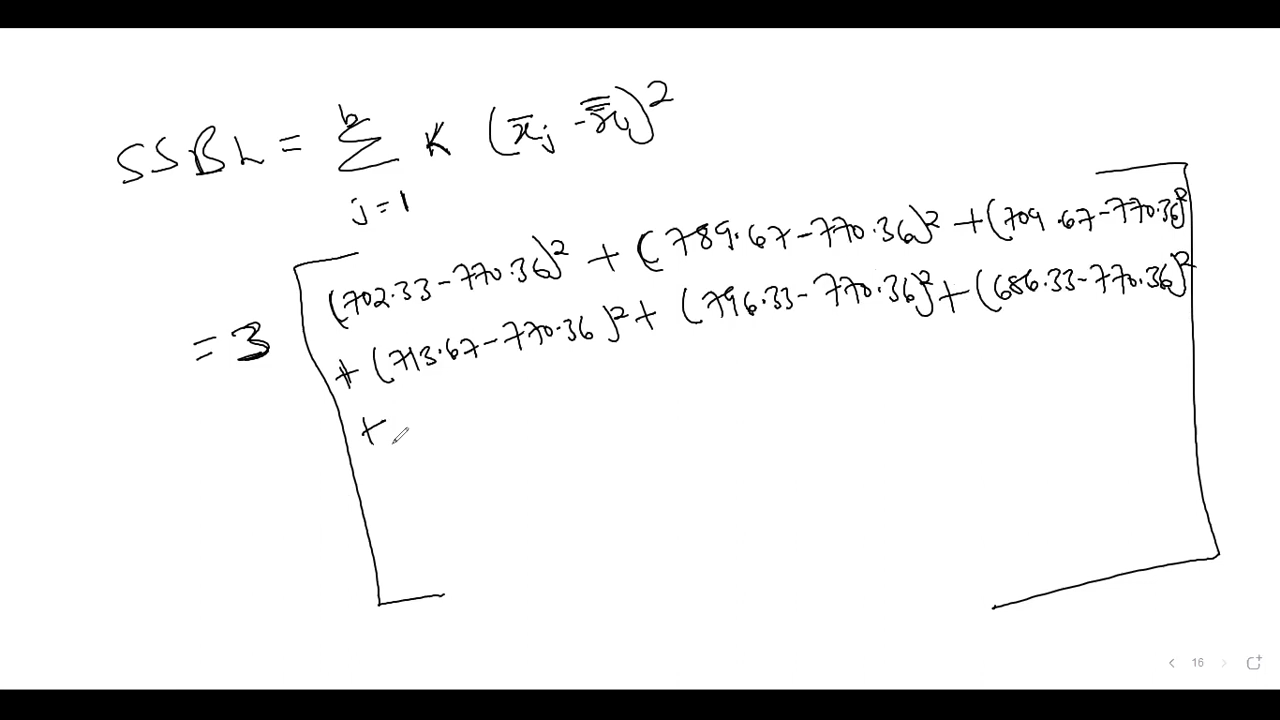 SSBL = b Σ j=1 K (x̄j - x̿)²
= 3 [(702.33-770.36)² + (789.67-770.36)² + (709.67-770.36)²
+ (713.67-770.36)² + (796.33-770.36)² + (686.33-770.36)²
+
16